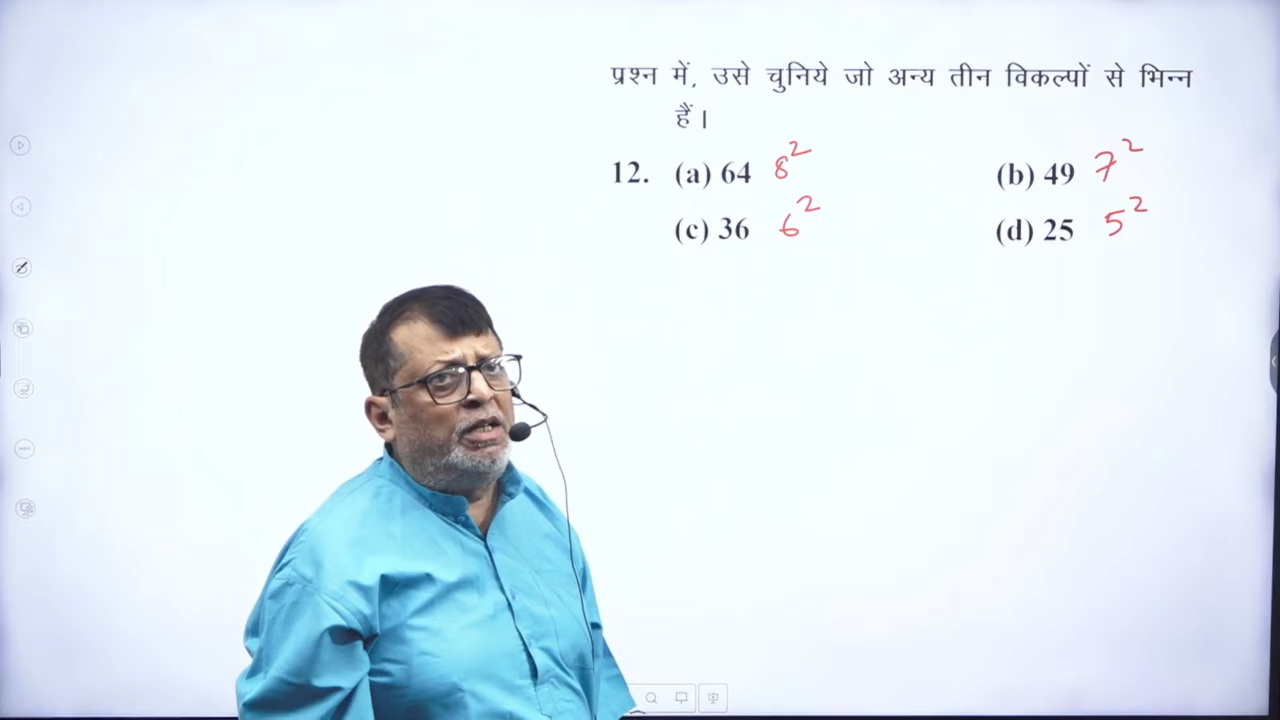 प्रश्न में, उसे चुनिये जो अन्य तीन विकल्पों से भिन्न
हैं।
12. (a) 64 8² (b) 49 7²
(c) 36 6² (d) 25 5²